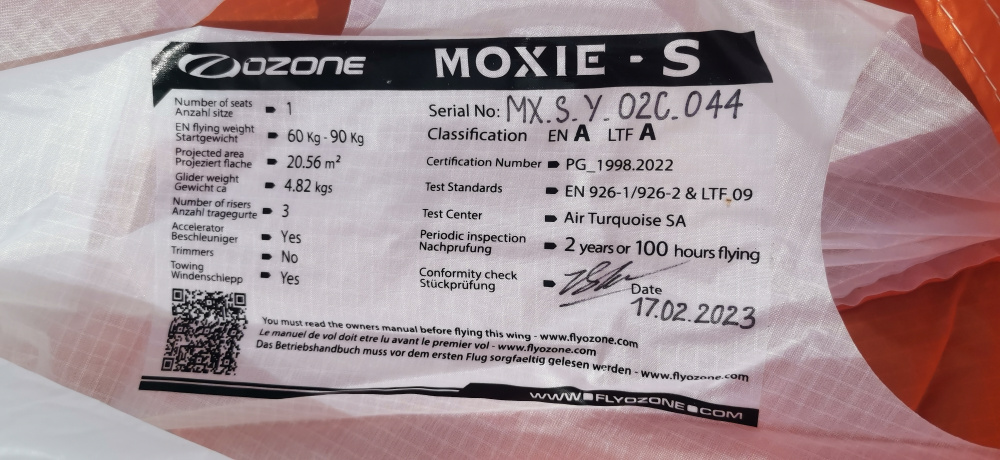 OZONE MOXIE - S
Number of seats
Anzahl sitze
1
EN flying weight
Startgewicht
60 Kg - 90 Kg
Projected area
Projeziert flache
20.56 m²
Glider weight
Gewicht ca
4.82 kgs
Number of risers
Anzahl tragegurte
3
Accelerator
Beschleuniger
Yes
Trimmers
No
Towing
Windenschiepp
Yes
Serial No: MX.S.Y.02C.044
Classification EN A LTF A
Certification Number PG_1998.2022
Test Standards EN 926-1/926-2 & LTF 09
Test Center Air Turquoise SA
Periodic inspection
Nachprufung
2 years or 100 hours flying
Conformity check
Stückprüfung
Date
17.02.2023
You must read the owners manual before flying this wing - www.flyozone.com
Le manuel de vol doit etre lu avant le premier vol - www.flyozone.com
Das Betriebshandbuch muss vor dem ersten Flug sorgfaeltig gelesen werden - www.flyozone.com
WWW.FLYOZONE.COM